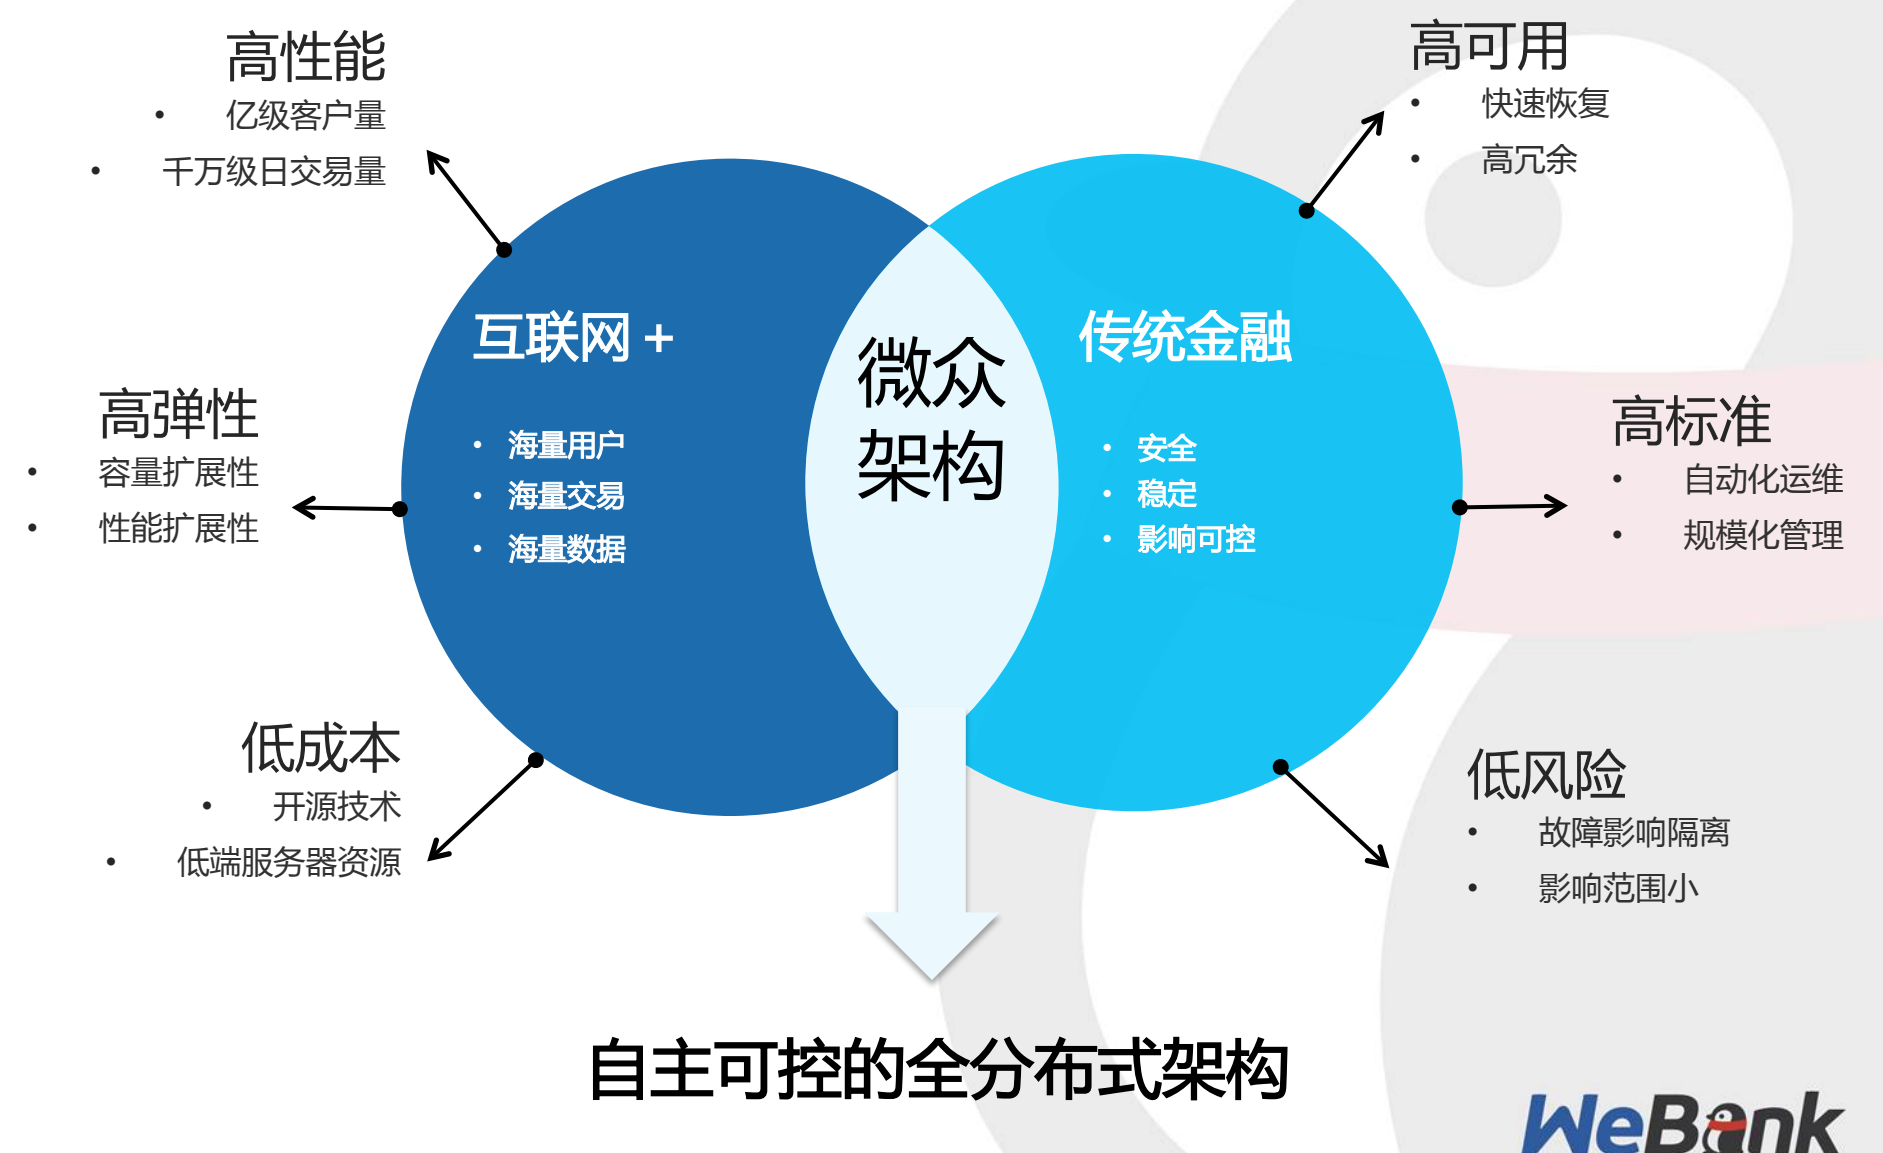 高性能
• 亿级客户量
• 千万级日交易量
高弹性
• 容量扩展性
• 性能扩展性
低成本
• 开源技术
• 低端服务器资源
互联网+
• 海量用户
• 海量交易
• 海量数据
微众
架构
传统金融
• 安全
• 稳定
• 影响可控
高可用
• 快速恢复
• 高冗余
高标准
• 自动化运维
• 规模化管理
低风险
• 故障影响隔离
• 影响范围小
自主可控的全分布式架构
WeBank